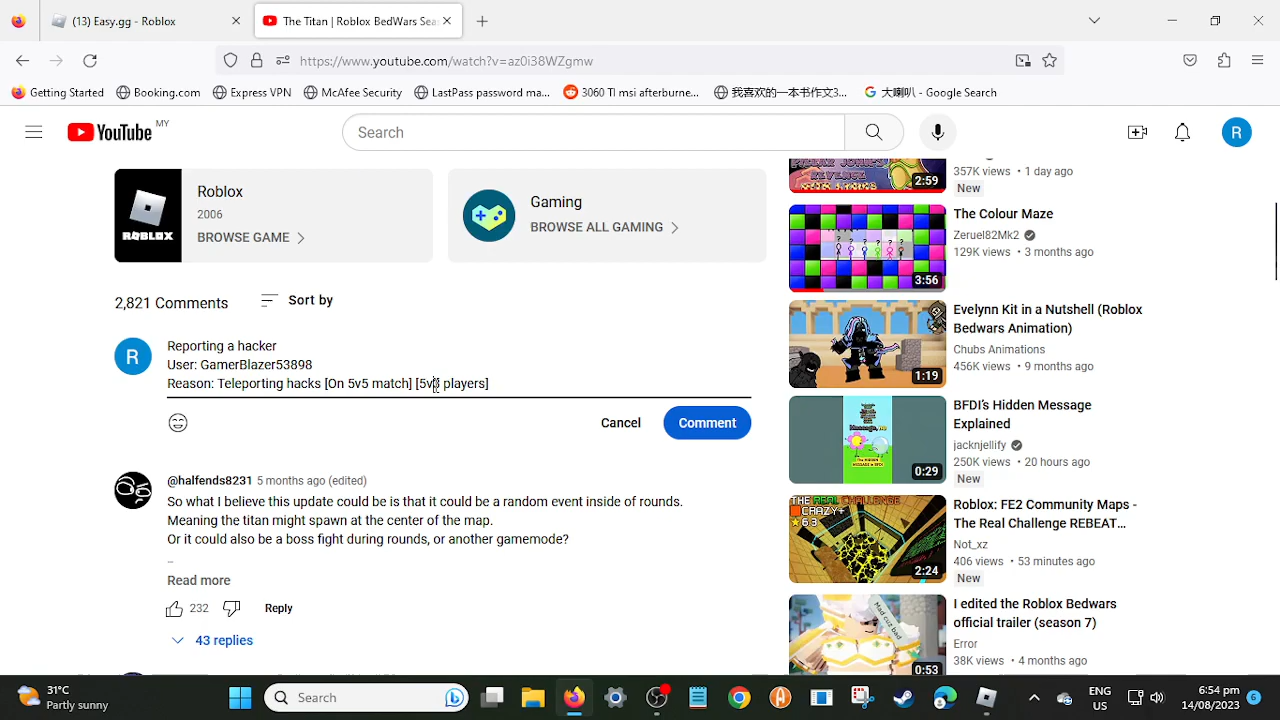 (13) Easy.gg - Roblox
The Titan | Roblox BedWars Sea
https://www.youtube.com/watch?v=az0i38WZgmw
Getting Started
Booking.com
Express VPN
McAfee Security
LastPass password ma...
3060 TI msi afterburne...
我喜欢的一本书作文3...
大喇叭 - Google Search
YouTube MY
Search
R
ROBLOX
Roblox
2006
BROWSE GAME
Gaming
BROWSE ALL GAMING
2,821 Comments
Sort by
R
Reporting a hacker
User: GamerBlazer53898
Reason: Teleporting hacks [On 5v5 match] [5v5 players]
Cancel
Comment
@halfends8231 5 months ago (edited)
So what I believe this update could be is that it could be a random event inside of rounds.
Meaning the titan might spawn at the center of the map.
Or it could also be a boss fight during rounds, or another gamemode?
Read more
232
Reply
43 replies
2:59
357K views • 1 day ago
New
3:56
The Colour Maze
Zeruel82Mk2
129K views • 3 months ago
1:19
Evelynn Kit in a Nutshell (Roblox
Bedwars Animation)
Chubs Animations
456K views • 9 months ago
0:29
BFDI's Hidden Message
Explained
jacknjellify
250K views • 20 hours ago
New
THE REAL CHALLENGE
CRAZY+
6.3
2:24
Roblox: FE2 Community Maps -
The Real Challenge REBEAT...
Not_xz
406 views • 53 minutes ago
New
Mad cuz bad
0:53
I edited the Roblox Bedwars
official trailer (season 7)
Error
38K views • 4 months ago
31°C
Partly sunny
Search
ENG
US
6:54 pm
14/08/2023
6